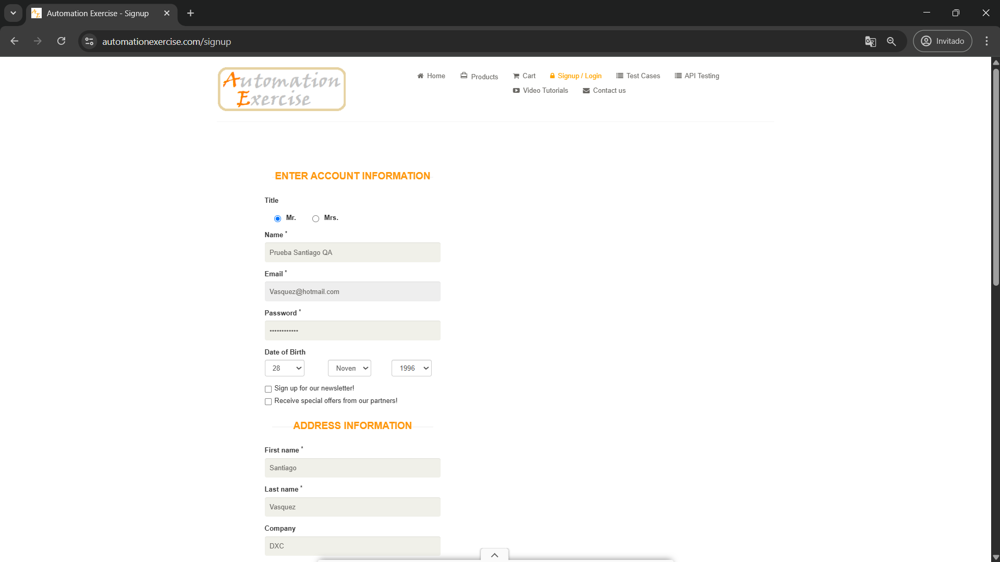 Automation Exercise - Signup
automationexercise.com/signup
Invitado
Automation
Exercise
Home
Products
Cart
Signup / Login
Test Cases
API Testing
Video Tutorials
Contact us
ENTER ACCOUNT INFORMATION
Title
Mr.
Mrs.
Name *
Prueba Santiago QA
Email *
Vasquez@hotmail.com
Password *
••••••••••••
Date of Birth
28
Novem
1996
Sign up for our newsletter!
Receive special offers from our partners!
ADDRESS INFORMATION
First name *
Santiago
Last name *
Vasquez
Company
DXC